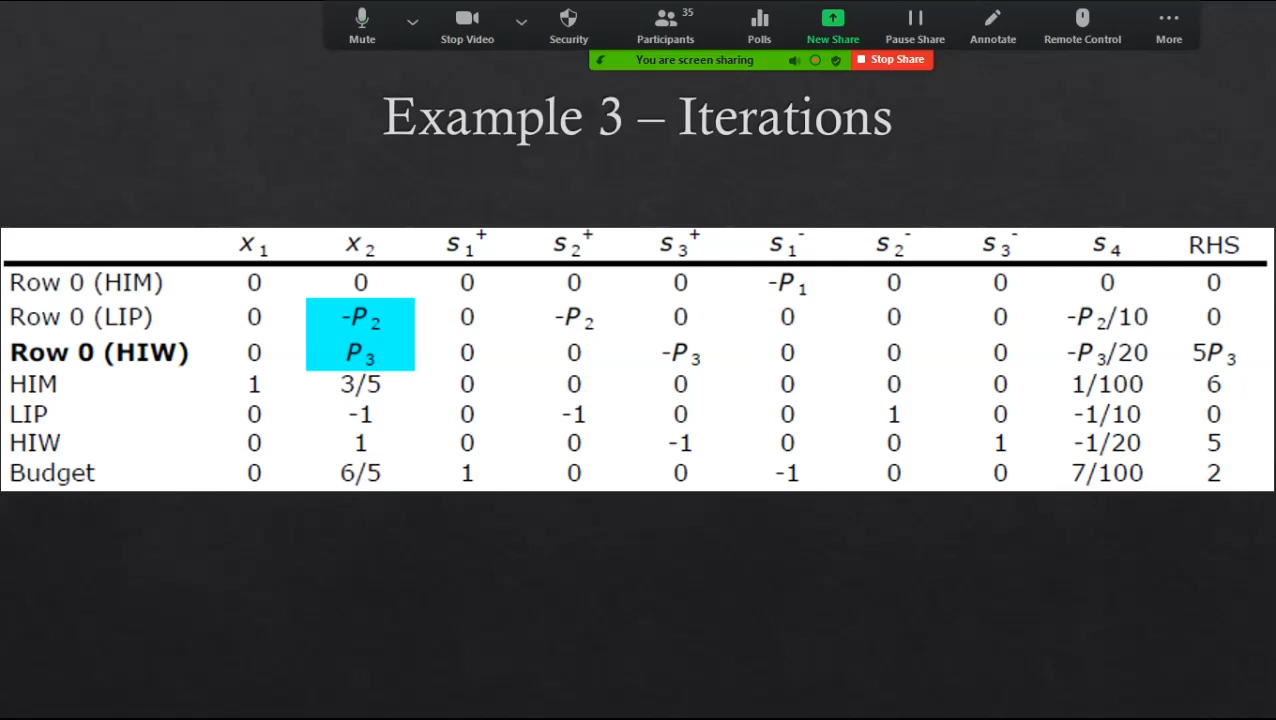 35
Mute Stop Video Security Participants Polls New Share Pause Share Annotate Remote Control More
You are screen sharing Stop Share
Example 3 – Iterations
x₁ x₂ s₁⁺ s₂⁺ s₃⁺ s₁⁻ s₂⁻ s₃⁻ s₄ RHS
Row 0 (HIM) 0 0 0 0 0 -P₁ 0 0 0 0
Row 0 (LIP) 0 -P₂ 0 -P₂ 0 0 0 0 -P₂/10 0
Row 0 (HIW) 0 P₃ 0 0 -P₃ 0 0 0 -P₃/20 5P₃
HIM 1 3/5 0 0 0 0 0 0 1/100 6
LIP 0 -1 0 -1 0 0 1 0 -1/10 0
HIW 0 1 0 0 -1 0 0 1 -1/20 5
Budget 0 6/5 1 0 0 -1 0 0 7/100 2